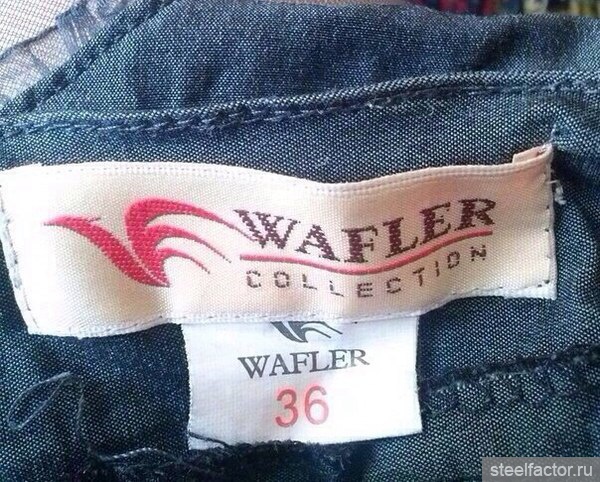 WAFLER
COLLECTION
WAFLER
36
steelfactor.ru